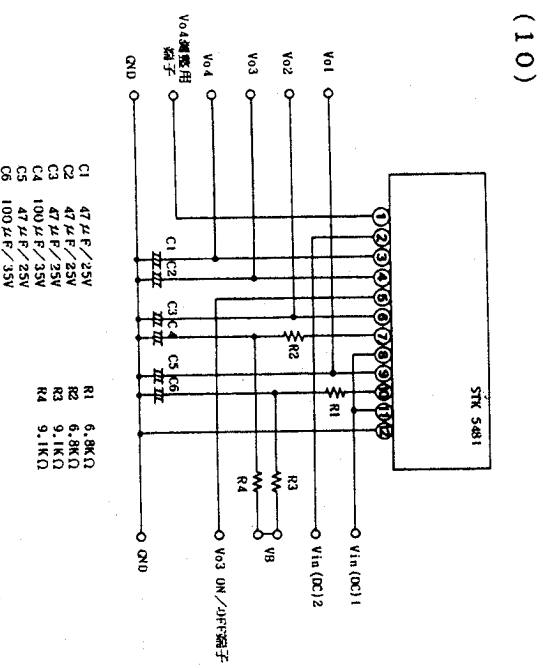 (10)
STK 5481
① ② ③ ④ ⑤ ⑥ ⑦ ⑧ ⑨ ⑩ ⑪ ⑫
Vin(DC)1
R1
Vo1
Vin(DC)2
R2
R3
Vo2
VB
Vo3
R4
Vo3 ON/OFF端子
Vo4
Vo4調整用
端子
C1 C2
C3 C4
C5 C6
GND
GND
C1 47μF/25V
C2 47μF/25V
C3 47μF/25V
C4 100μF/35V
C5 47μF/25V
C6 100μF/35V
R1 6.8KΩ
R2 6.8KΩ
R3 9.1KΩ
R4 9.1KΩ